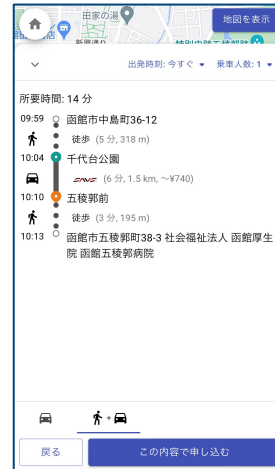 田家の湯
地図を表示
出発時刻: 今すぐ
乗車人数: 1
所要時間: 14 分
09:59 函館市中島町36-12
徒歩 (5 分, 318 m)
10:04 千代台公園
SAVS (6 分, 1.5 km, ~¥740)
10:10 五稜郭前
徒歩 (3 分, 195 m)
10:13 函館市五稜郭町38-3 社会福祉法人 函館厚生
院 函館五稜郭病院
+
戻る
この内容で申し込む